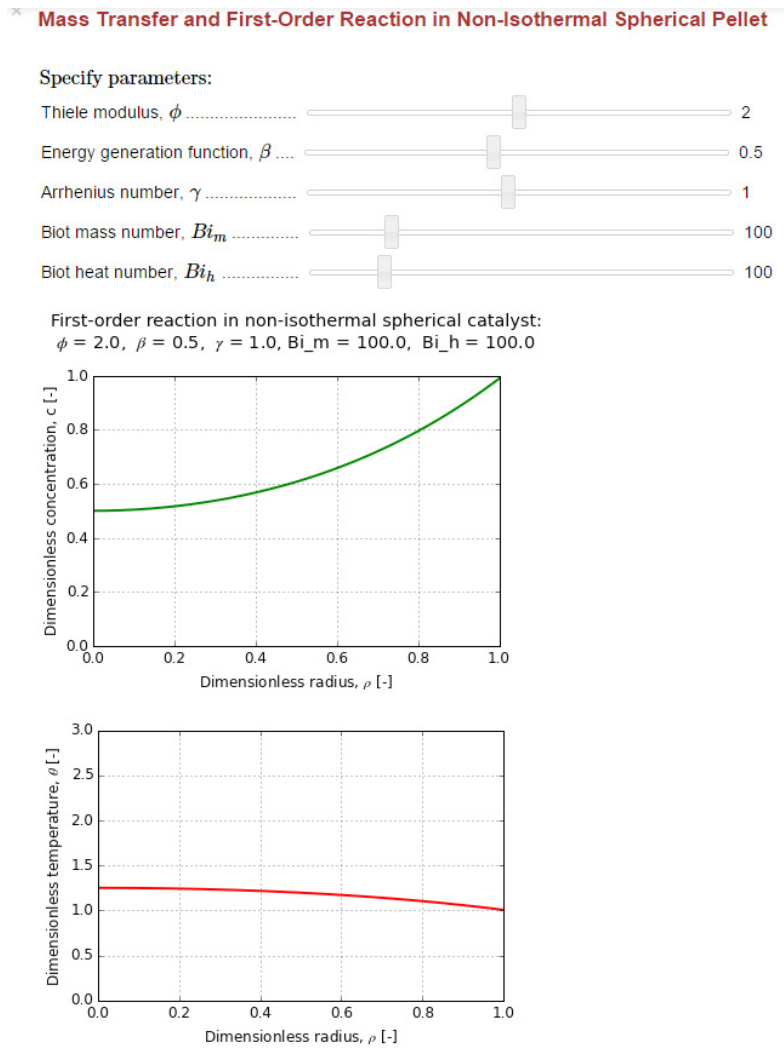 Mass Transfer and First-Order Reaction in Non-Isothermal Spherical Pellet
Specify parameters:
Thiele modulus, ϕ ...................... 2
Energy generation function, β .... 0.5
Arrhenius number, γ .................. 1
Biot mass number, Bi_m .............. 100
Biot heat number, Bi_h ................ 100
First-order reaction in non-isothermal spherical catalyst:
ϕ = 2.0, β = 0.5, γ = 1.0, Bi_m = 100.0, Bi_h = 100.0
Dimensionless concentration, c [-]
1.0
0.8
0.6
0.4
0.2
0.0
0.0 0.2 0.4 0.6 0.8 1.0
Dimensionless radius, ρ [-]
Dimensionless temperature, θ [-]
3.0
2.5
2.0
1.5
1.0
0.5
0.0
0.0 0.2 0.4 0.6 0.8 1.0
Dimensionless radius, ρ [-]